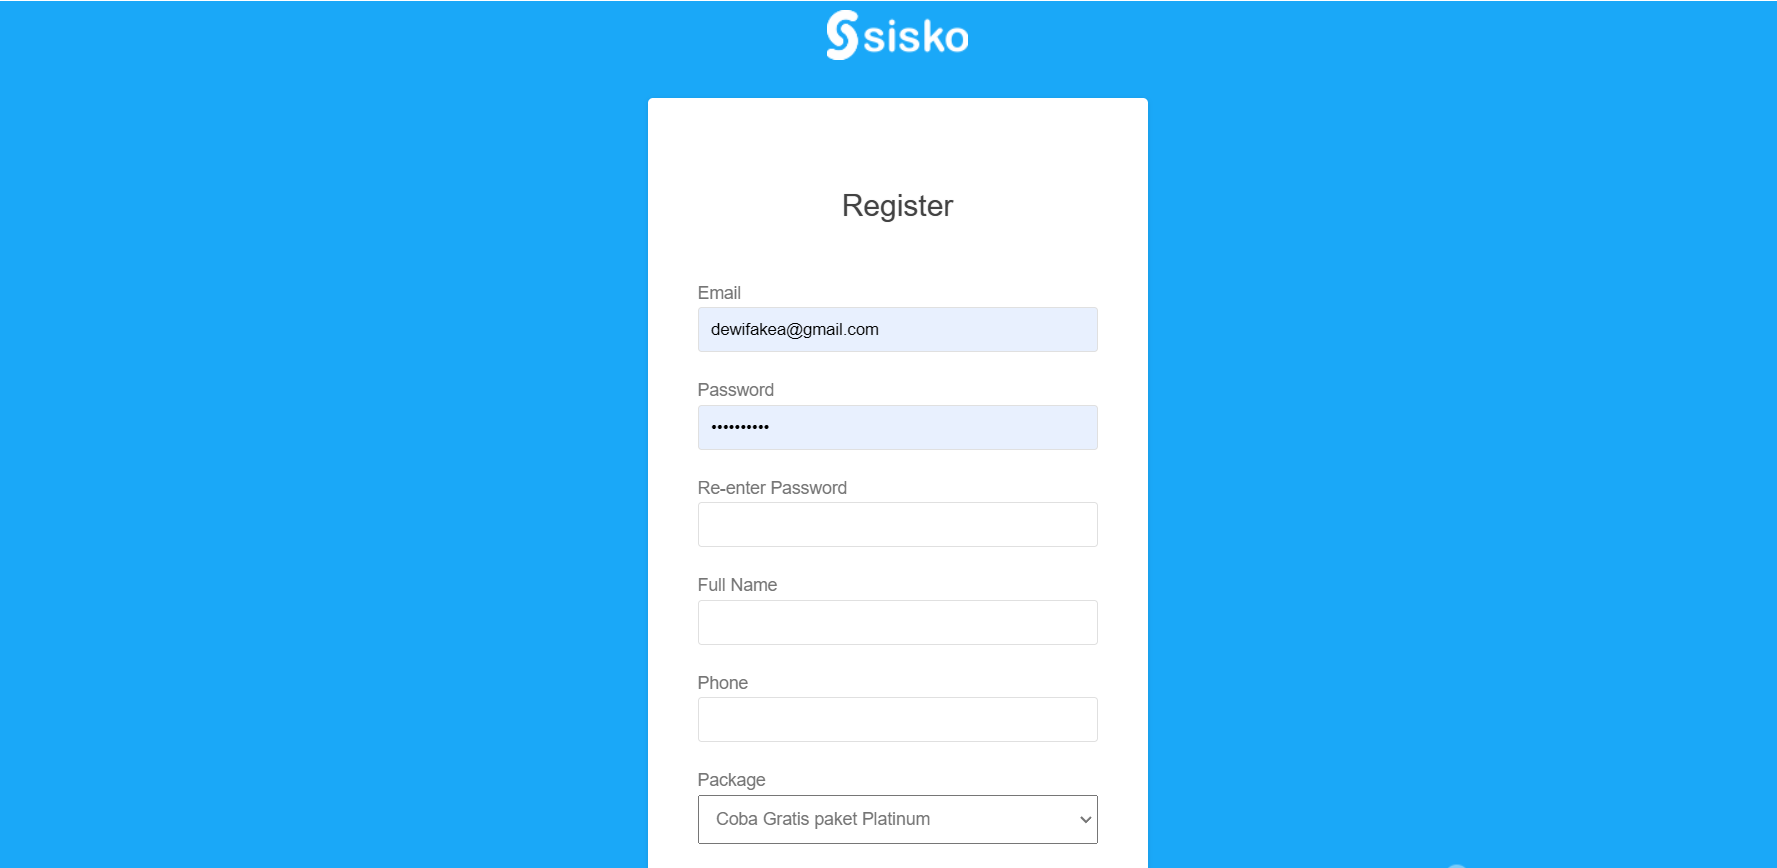 sisko
Register
Email
dewifakea@gmail.com
Password
••••••••••
Re-enter Password
Full Name
Phone
Package
Coba Gratis paket Platinum